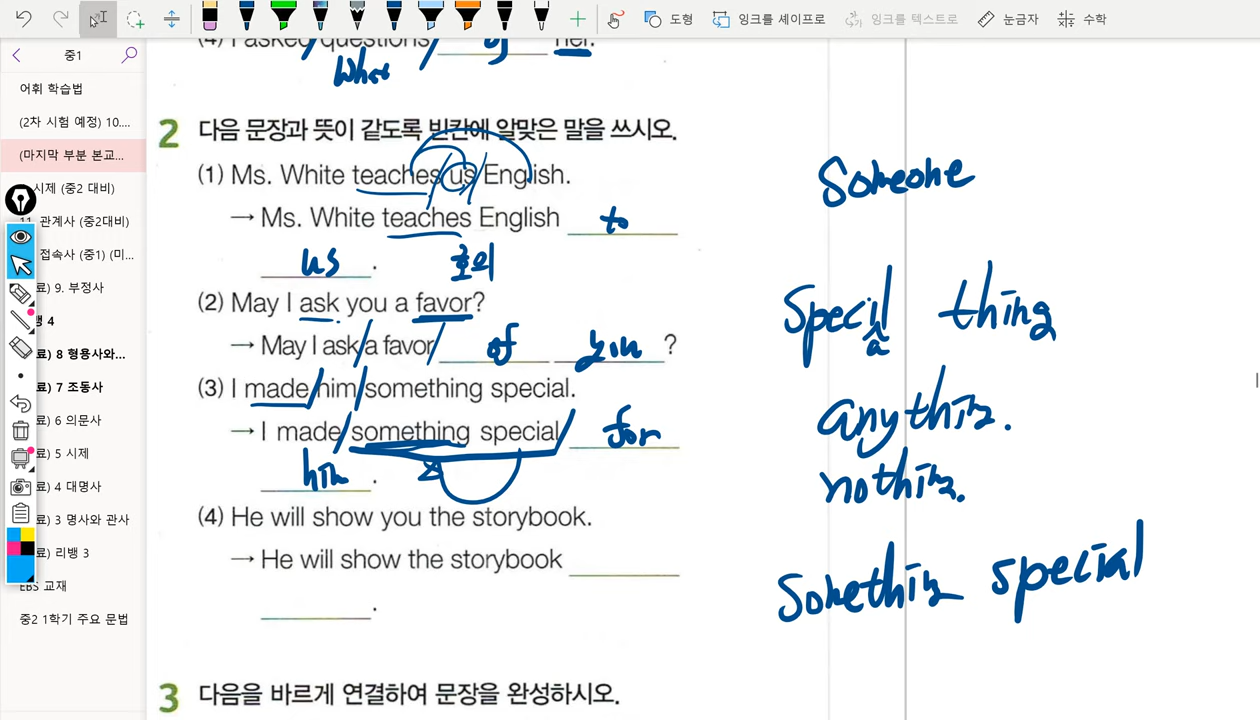 도형
잉크를 셰이프로
잉크를 텍스트로
눈금자
수학
중1
어휘 학습법
(2차 시험 예정) 10....
(마지막 부분 본교...
시제 (중2 대비)
관계사 (중2대비)
접속사 (중1) (미...
료) 9. 부정사
뱅 4
료) 8 형용사와...
료) 7 조동사
료) 6 의문사
료) 5 시제
료) 4 대명사
료) 3 명사와 관사
료) 리뱅 3
EBS 교재
중2 1학기 주요 문법
(4) I asked questions of her.
2 다음 문장과 뜻이 같도록 빈칸에 알맞은 말을 쓰시오.
(1) Ms. White teaches us English.
→ Ms. White teaches English to
us .
(2) May I ask you a favor?
→ May I ask a favor of you ?
(3) I made him something special.
→ I made something special for
him .
(4) He will show you the storybook.
→ He will show the storybook
.
3 다음을 바르게 연결하여 문장을 완성하시오.
Someone
Special thing
anything.
nothing.
Something special